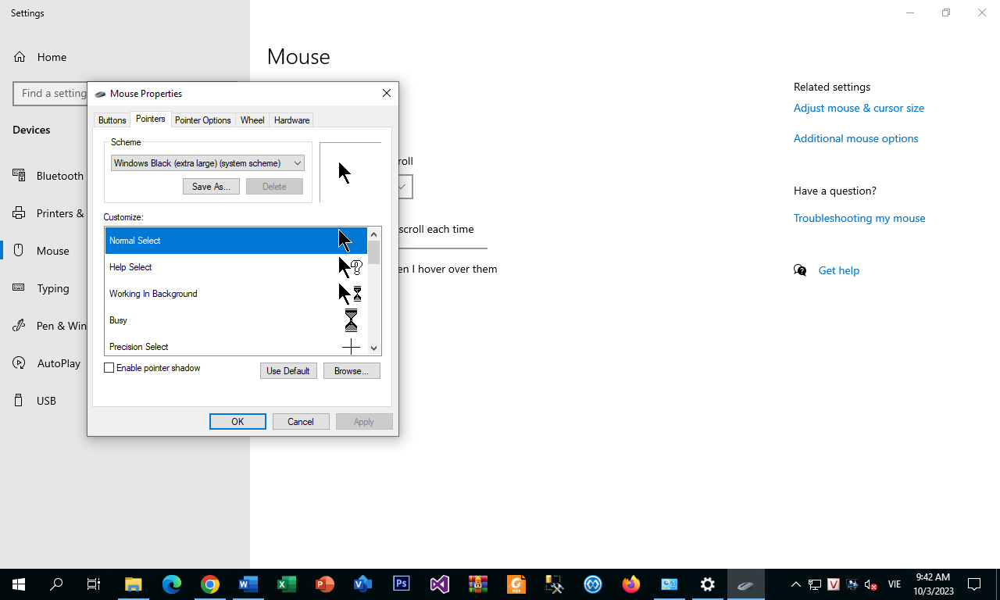 Settings
Home
Find a setting
Devices
Bluetooth
Printers &
Mouse
Typing
Pen & Win
AutoPlay
USB
Mouse
roll
scroll each time
en I hover over them
Related settings
Adjust mouse & cursor size
Additional mouse options
Have a question?
Troubleshooting my mouse
Get help
Mouse Properties
Buttons
Pointers
Pointer Options
Wheel
Hardware
Scheme
Windows Black (extra large) (system scheme)
Save As...
Delete
Customize:
Normal Select
Help Select
Working In Background
Busy
Precision Select
Enable pointer shadow
Use Default
Browse...
OK
Cancel
Apply
Ps
PDF
VIE
9:42 AM
10/3/2023